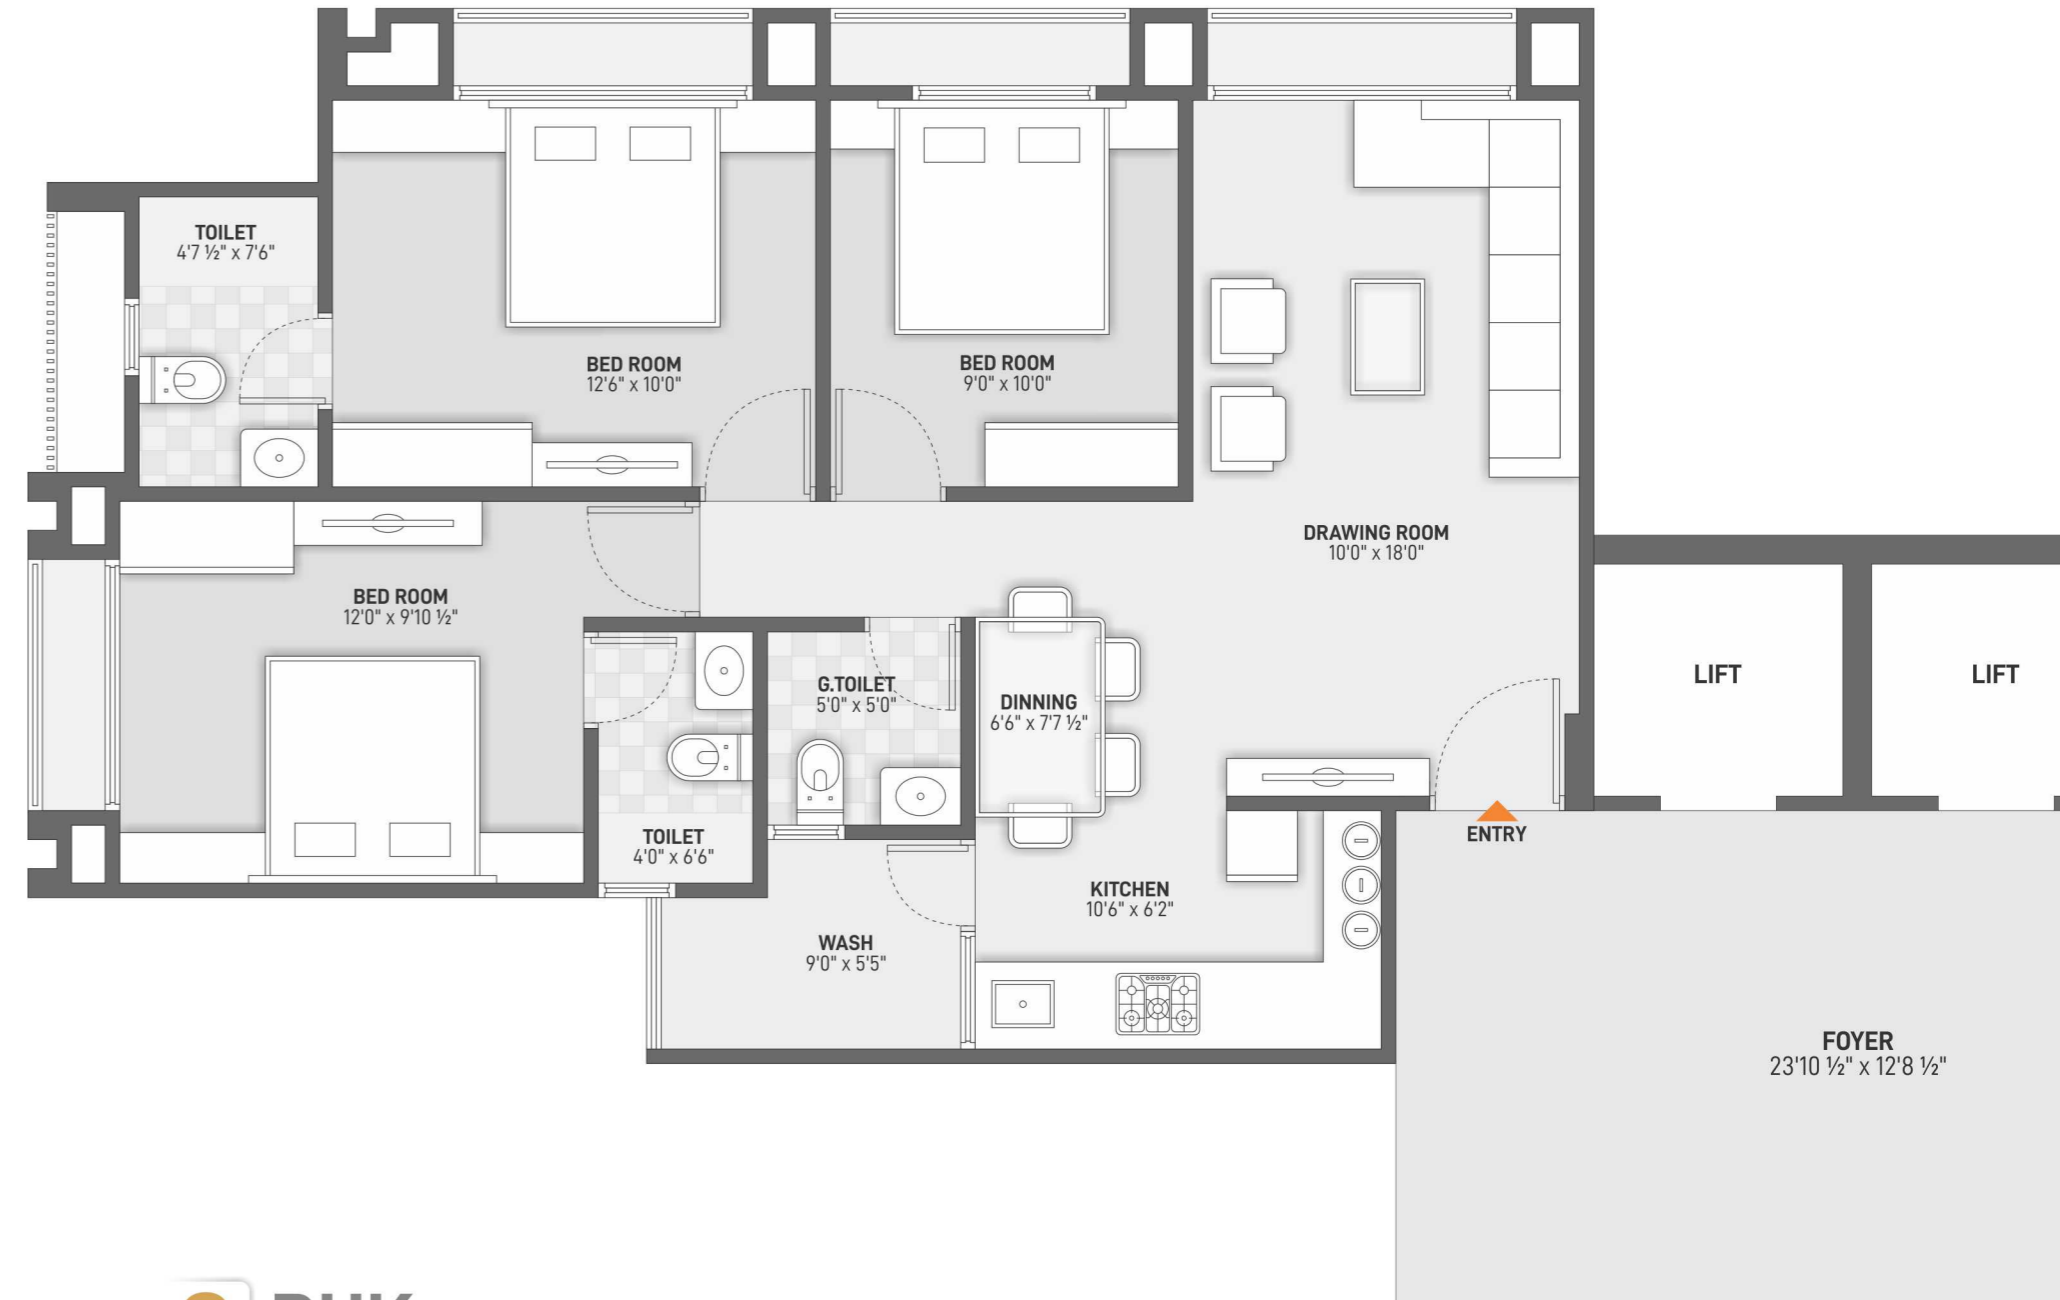 TOILET
4'7 ½" x 7'6"
BED ROOM
12'6" x 10'0"
BED ROOM
9'0" x 10'0"
DRAWING ROOM
10'0" x 18'0"
BED ROOM
12'0" x 9'10 ½"
LIFT
LIFT
G.TOILET
5'0" x 5'0"
DINNING
6'6" x 7'7 ½"
TOILET
4'0" x 6'6"
ENTRY
KITCHEN
10'6" x 6'2"
WASH
9'0" x 5'5"
FOYER
23'10 ½" x 12'8 ½"
BHK